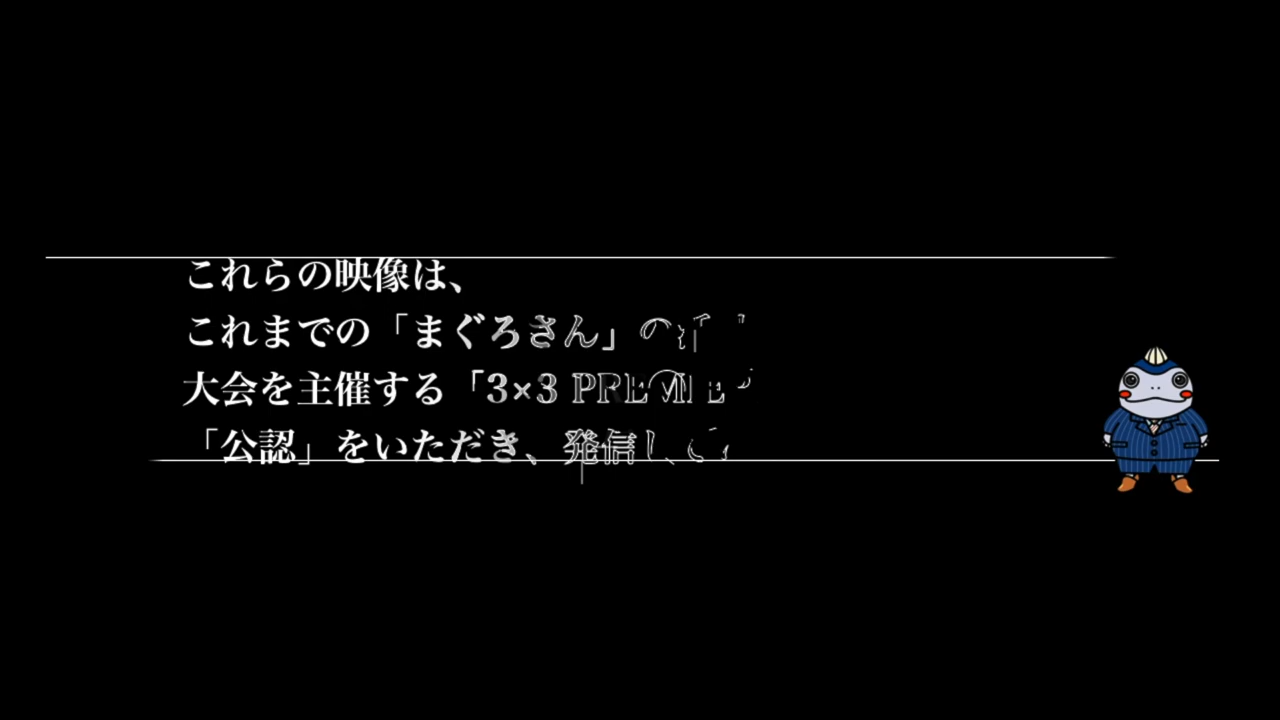 これらの映像は、
これまでの「まぐろさん」の
大会を主催する「3×3 PREMIE
「公認」をいただき、発信し